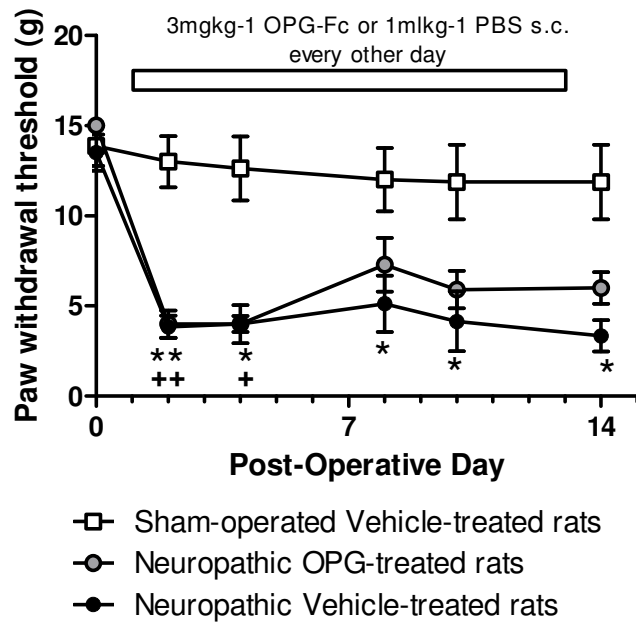 3mgkg-1 OPG-Fc or 1mlkg-1 PBS s.c.
every other day
Paw withdrawal threshold (g)
20
15
10
5
0
**
++
*
+
*
*
*
0
7
14
Post-Operative Day
Sham-operated Vehicle-treated rats
Neuropathic OPG-treated rats
Neuropathic Vehicle-treated rats